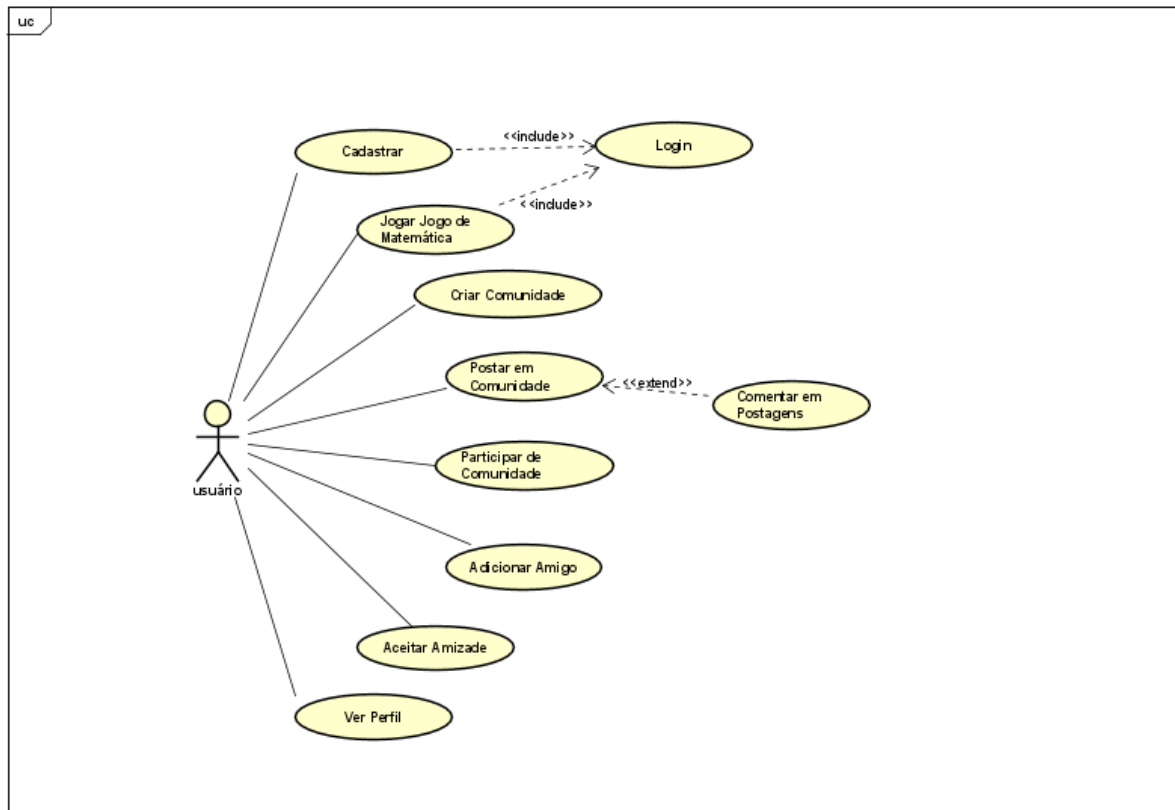 uc
Cadastrar
<<include>>
Login
Jogar Jogo de
Matemática
<<include>>
Criar Comunidade
Postar em
Comunidade
<<extend>>
Comentar em
Postagens
Participar de
Comunidade
usuário
Adicionar Amigo
Aceitar Amizade
Ver Perfil